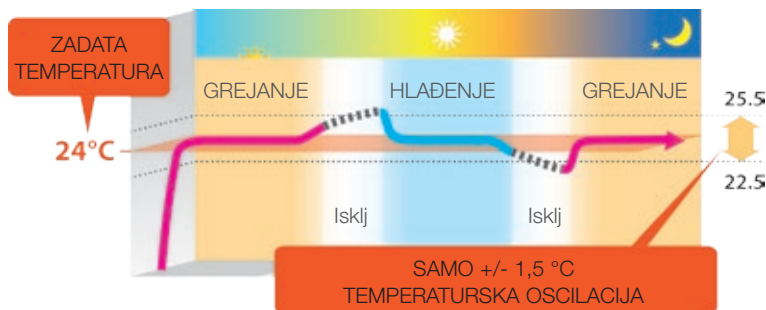 ZADATA
TEMPERATURA
GREJANJE
HLAĐENJE
GREJANJE
25.5
24°C
22.5
Isklj
Isklj
SAMO +/- 1,5 °C
TEMPERATURSKA OSCILACIJA